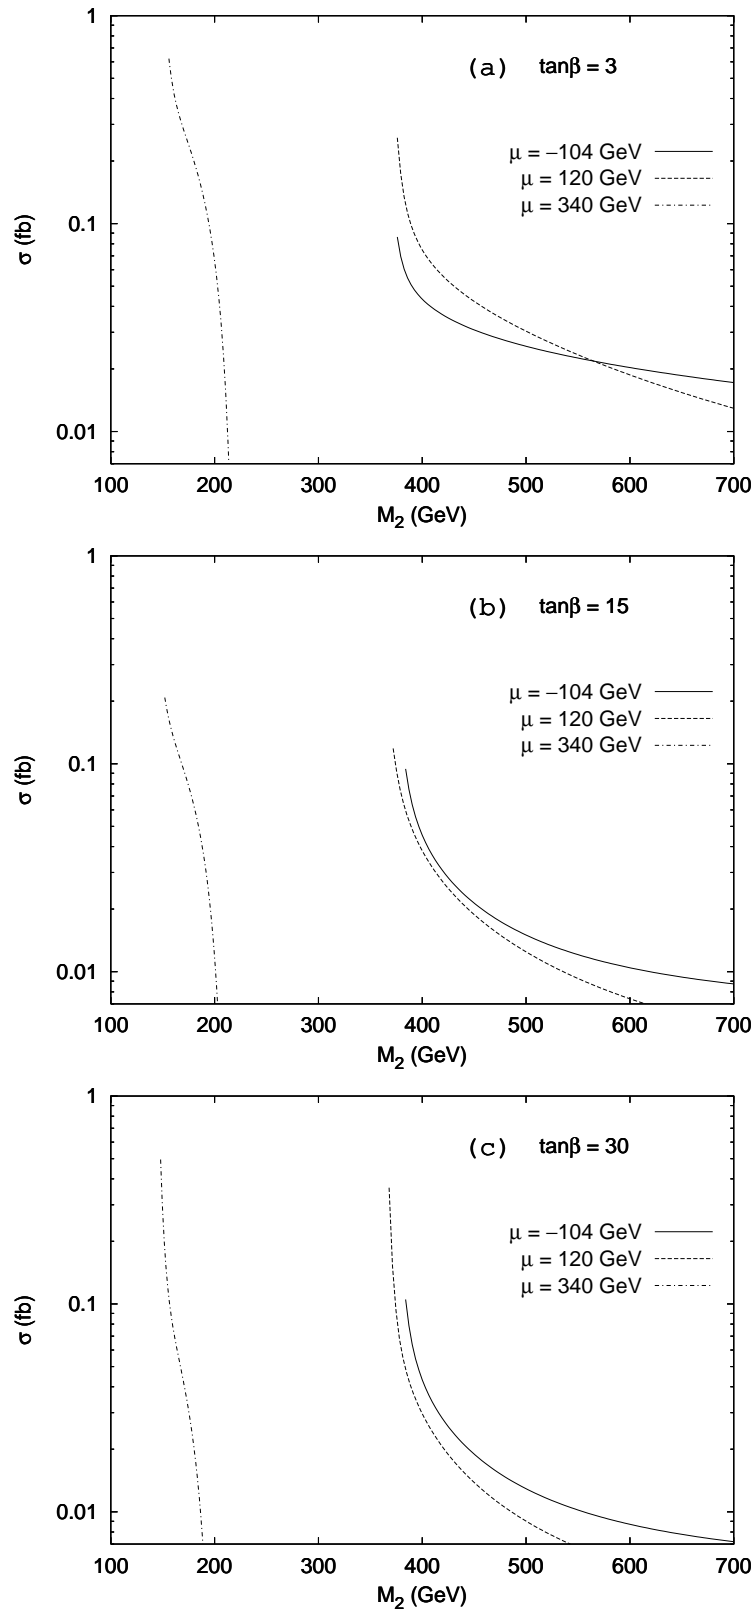 1
(a) tanβ = 3
μ = −104 GeV
μ = 120 GeV
μ = 340 GeV
0.1
σ (fb)
0.01
100 200 300 400 500 600 700
M2 (GeV)
1
(b) tanβ = 15
μ = −104 GeV
μ = 120 GeV
μ = 340 GeV
0.1
σ (fb)
0.01
100 200 300 400 500 600 700
M2 (GeV)
1
(c) tanβ = 30
μ = −104 GeV
μ = 120 GeV
μ = 340 GeV
0.1
σ (fb)
0.01
100 200 300 400 500 600 700
M2 (GeV)